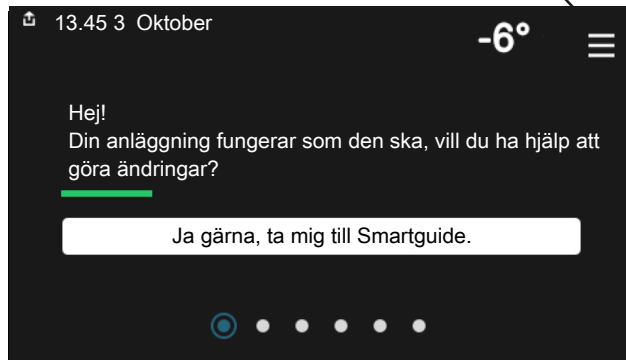 13.45 3 Oktober
-6°
Hej!
Din anläggning fungerar som den ska, vill du ha hjälp att
göra ändringar?
Ja gärna, ta mig till Smartguide.